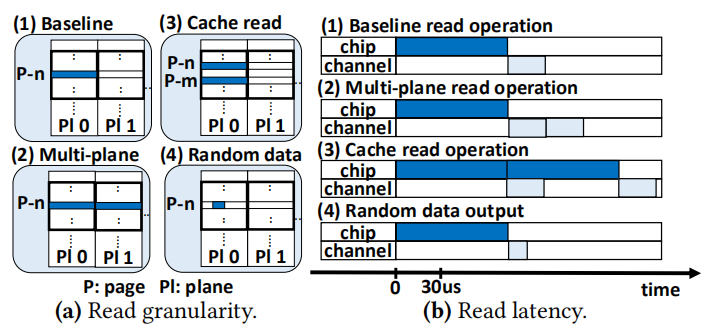 (1) Baseline
P-n
:
:
Pl 0
Pl 1
(3) Cache read
P-n
P-m
:
:
Pl 0
Pl 1
(2) Multi-plane
P-n
:
:
Pl 0
Pl 1
(4) Random data
P-n
:
:
Pl 0
Pl 1
P: page Pl: plane
(a) Read granularity.
(1) Baseline read operation
chip
channel
(2) Multi-plane read operation
chip
channel
(3) Cache read operation
chip
channel
(4) Random data output
chip
channel
0 30us time
(b) Read latency.